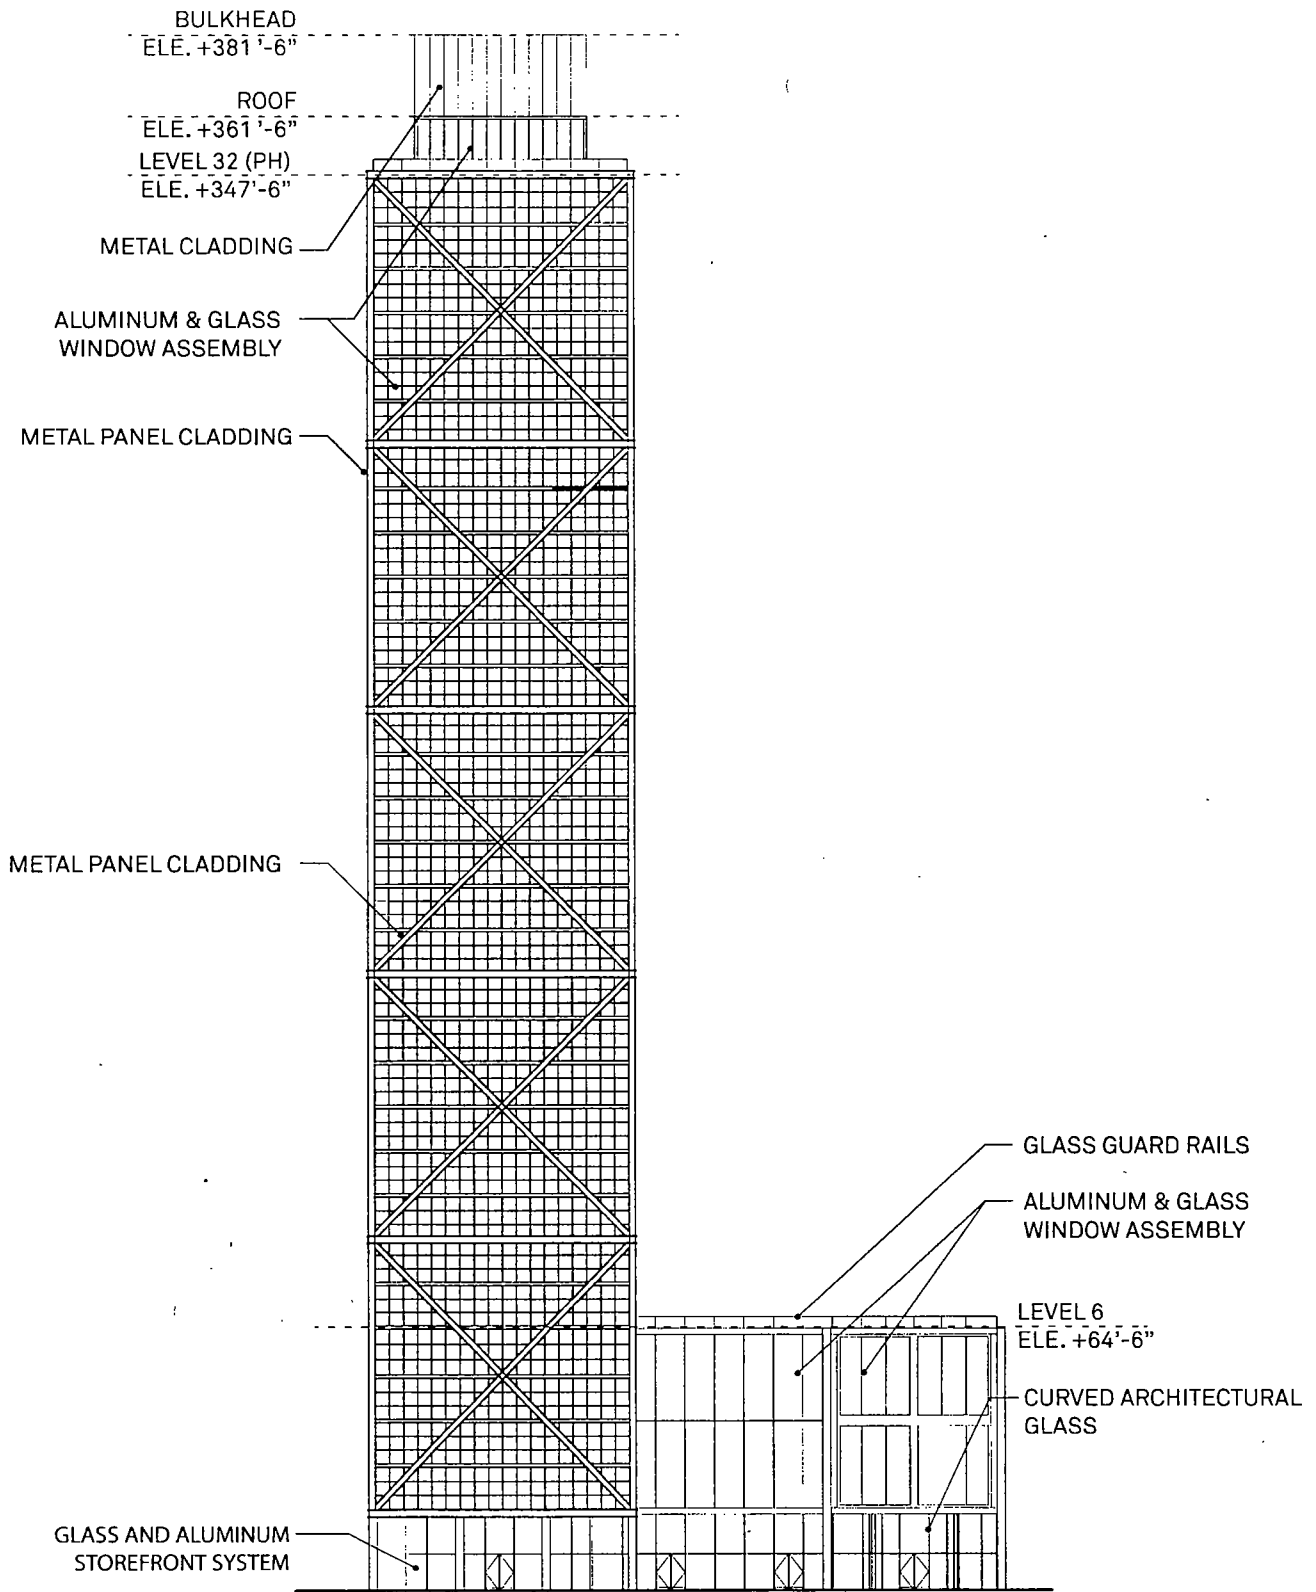 BULKHEAD
ELE. +381'-6"
ROOF
ELE. +361'-6"
LEVEL 32 (PH)
ELE. +347'-6"
METAL CLADDING
ALUMINUM & GLASS
WINDOW ASSEMBLY
METAL PANEL CLADDING
METAL PANEL CLADDING
GLASS GUARD RAILS
ALUMINUM & GLASS
WINDOW ASSEMBLY
LEVEL 6
ELE. +64'-6"
CURVED ARCHITECTURAL
GLASS
GLASS AND ALUMINUM
STOREFRONT SYSTEM